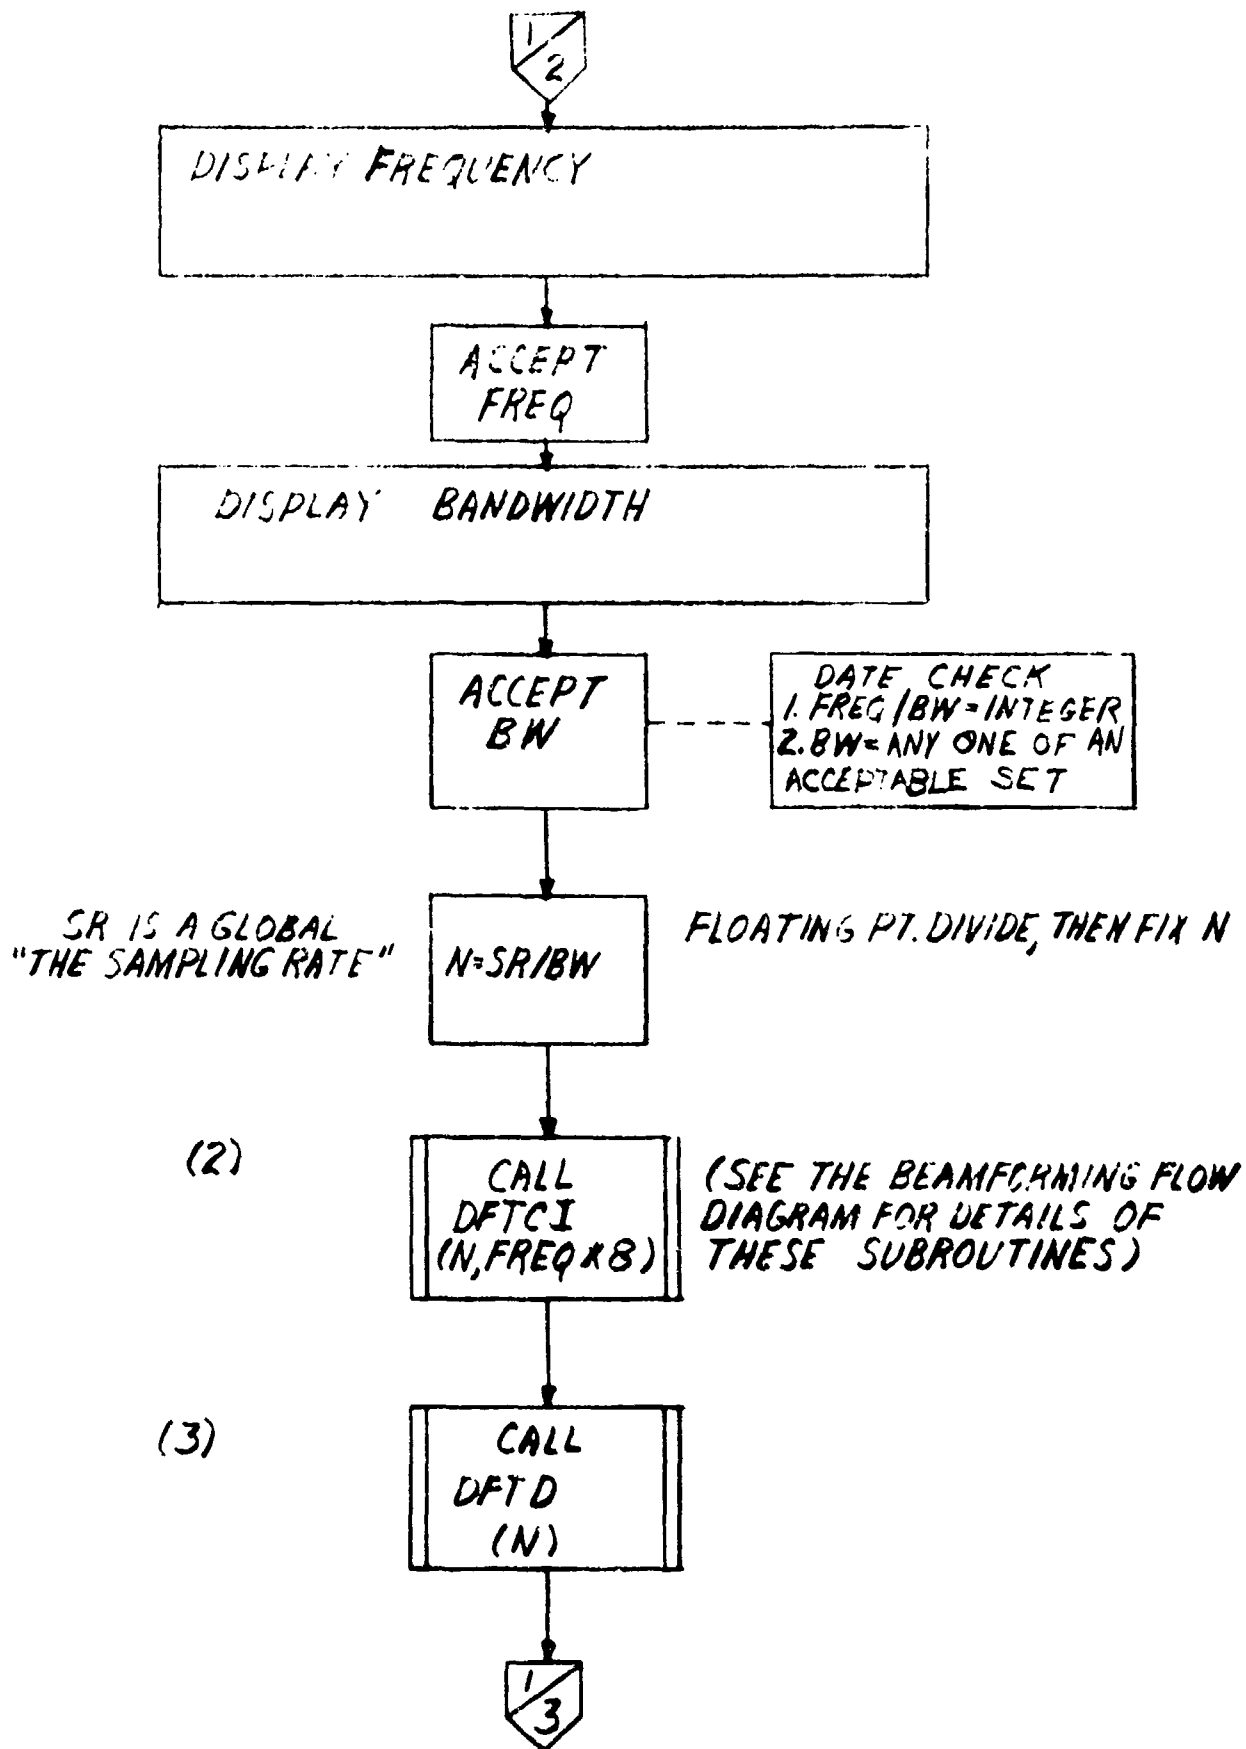 1
2
DISPLAY FREQUENCY
ACCEPT
FREQ
DISPLAY BANDWIDTH
ACCEPT
BW
DATE CHECK
1. FREQ/BW=INTEGER
2. BW=ANY ONE OF AN
ACCEPTABLE SET
SR IS A GLOBAL
"THE SAMPLING RATE"
N=SR/BW
FLOATING PT. DIVIDE, THEN FIX N
(2)
CALL
DFTCI
(N, FREQ*8)
(SEE THE BEAMFORMING FLOW
DIAGRAM FOR DETAILS OF
THESE SUBROUTINES)
(3)
CALL
DFTD
(N)
1
3